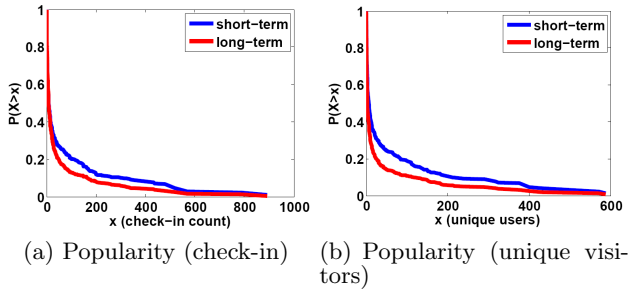 1
0.8
0.6
0.4
0.2
0
P(X>x)
short-term
long-term
0 200 400 600 800 1000
x (check-in count)
(a) Popularity (check-in)
1
0.8
0.6
0.4
0.2
0
P(X>x)
short-term
long-term
0 200 400 600
x (unique users)
(b) Popularity (unique visi-
tors)